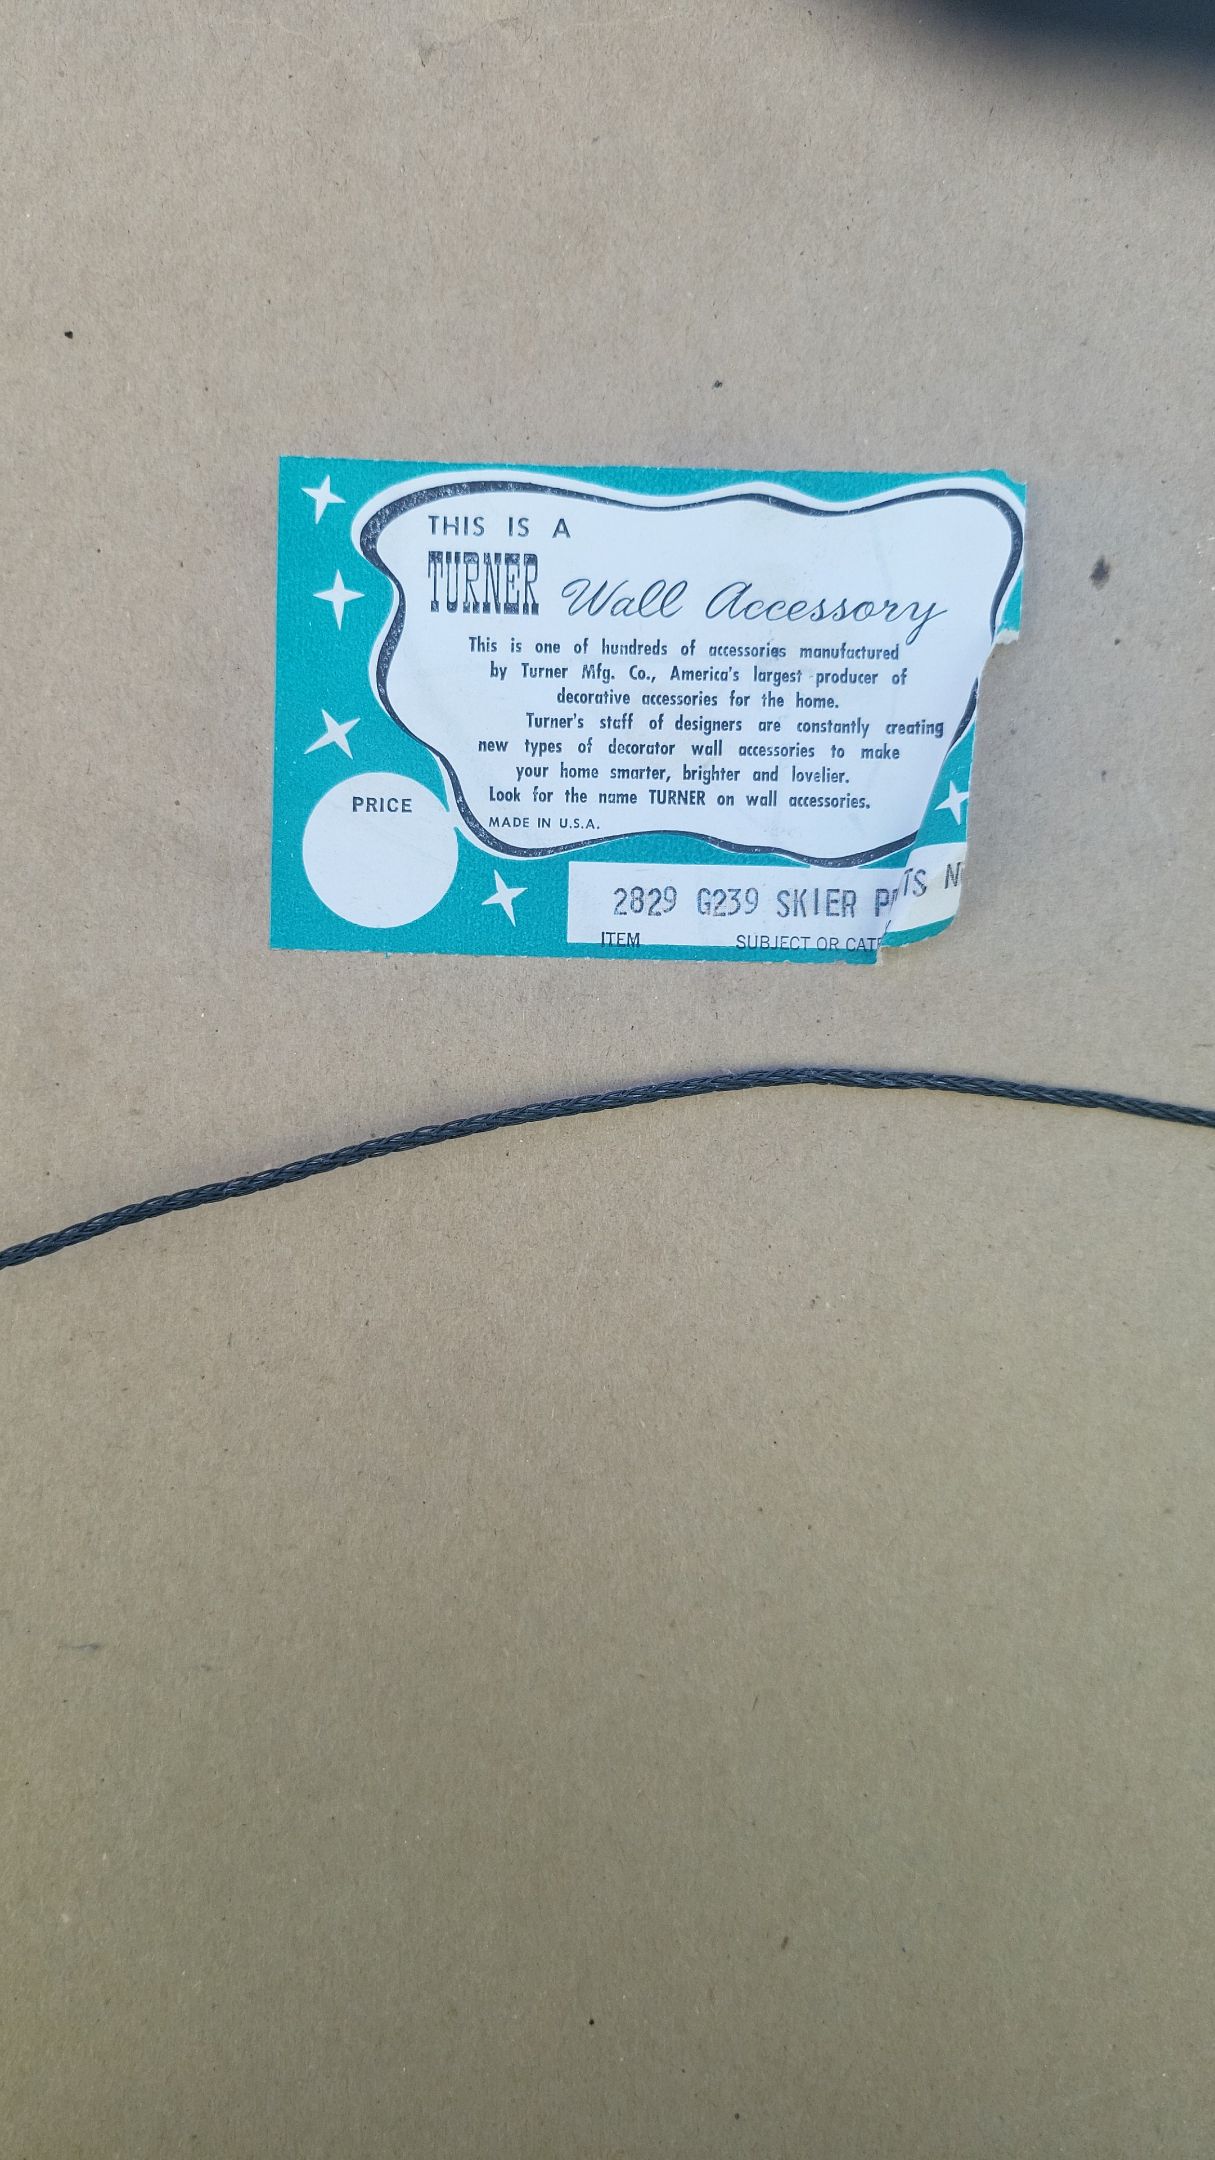 THIS IS A
TURNER Wall Accessory
This is one of hundreds of accessories manufactured
by Turner Mfg. Co., America's largest producer of
decorative accessories for the home.
Turner's staff of designers are constantly creating
new types of decorator wall accessories to make
your home smarter, brighter and lovelier.
Look for the name TURNER on wall accessories.
MADE IN U.S.A.
PRICE
2829 G239 SKIER
ITEM SUBJECT OR